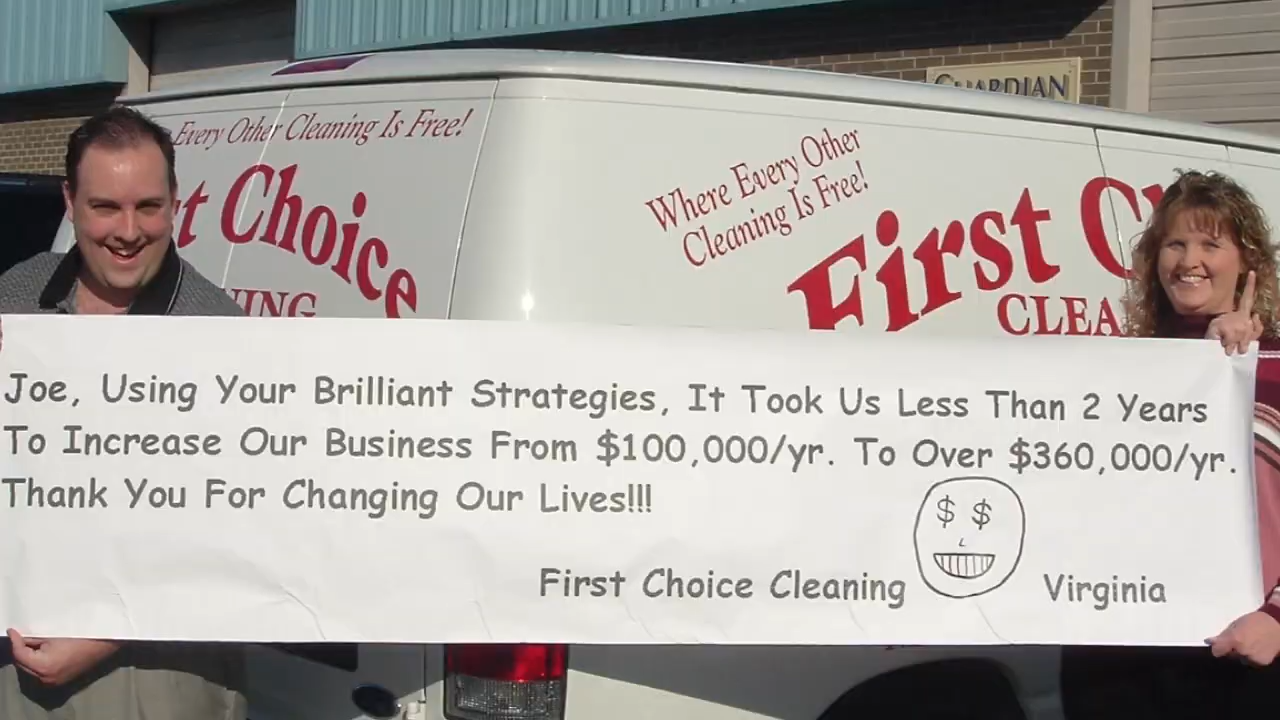 GUARDIAN
Every Other Cleaning Is Free!
Choice
Where Every Other
Cleaning Is Free!
First
Joe, Using Your Brilliant Strategies, It Took Us Less Than 2 Years
To Increase Our Business From $100,000/yr. To Over $360,000/yr.
Thank You For Changing Our Lives!!!
$ $
First Choice Cleaning Virginia